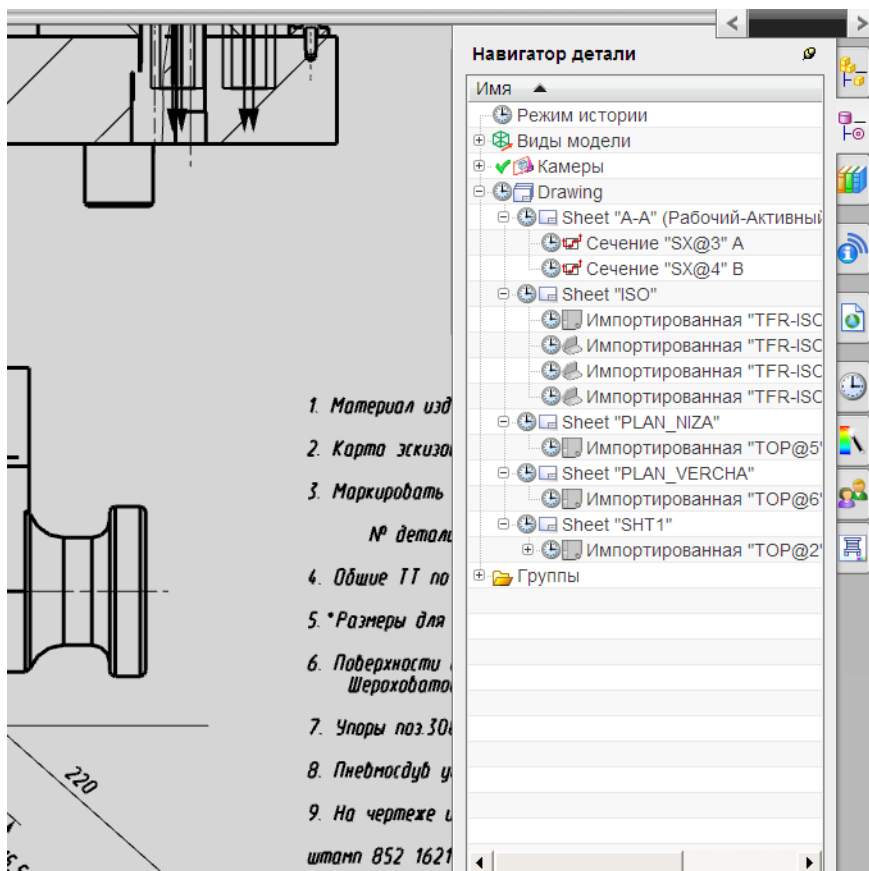 Навигатор детали
Имя
Режим истории
Виды модели
Камеры
Drawing
Sheet "A-A" (Рабочий-Активный
Сечение "SX@3" A
Сечение "SX@4" B
Sheet "ISO"
Импортированная "TFR-ISO
Импортированная "TFR-ISO
Импортированная "TFR-ISO
Импортированная "TFR-ISO
Sheet "PLAN_NIZA"
Импортированная "TOP@5"
Sheet "PLAN_VERCHA"
Импортированная "TOP@6"
Sheet "SHT1"
Импортированная "TOP@2"
Группы
1. Материал изд
2. Карта эскизо
3. Маркировать
№ детали
4. Общие ТТ по
5. *Размеры для
6. Поверхности
Шероховато
7. Упоры поз.308
8. Пневмосдув у
9. На чертеже и
штамп 852 1621
220